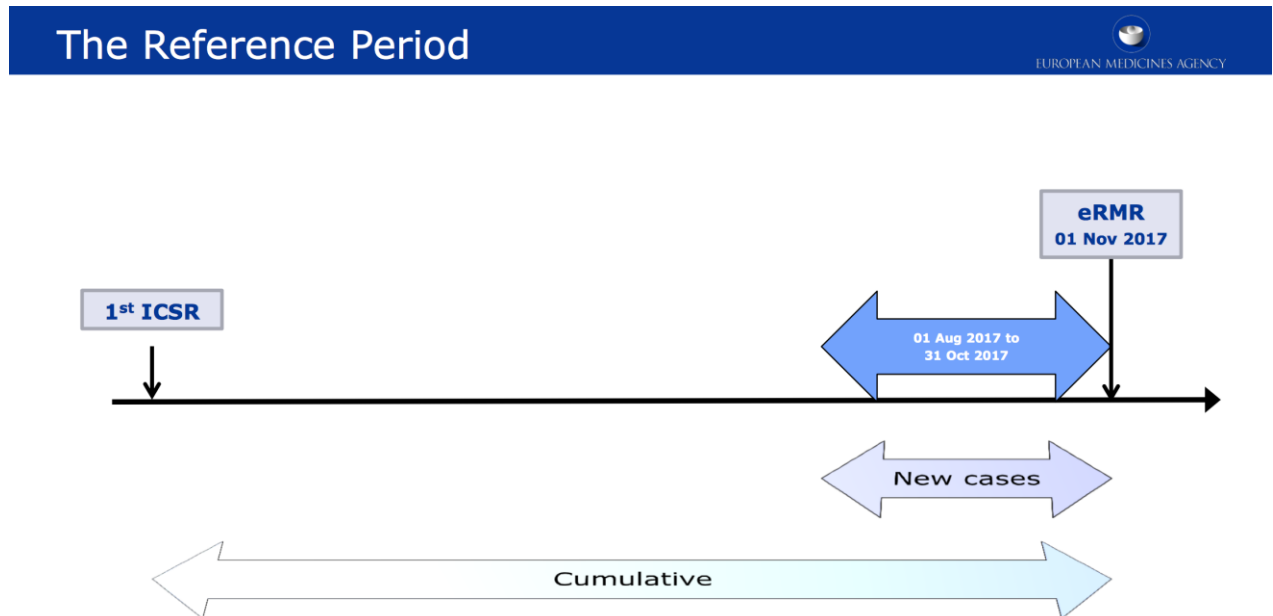 The Reference Period
EUROPEAN MEDICINES AGENCY
eRMR
01 Nov 2017
1st ICSR
01 Aug 2017 to
31 Oct 2017
New cases
Cumulative